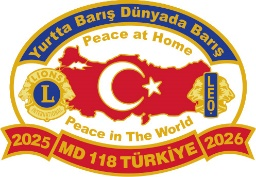 Yurtta Barış Dünyada Barış
Peace at Home
LIONS
L
INTERNATIONAL
LEO
Peace in The World
2025 MD 118 TÜRKİYE 2026